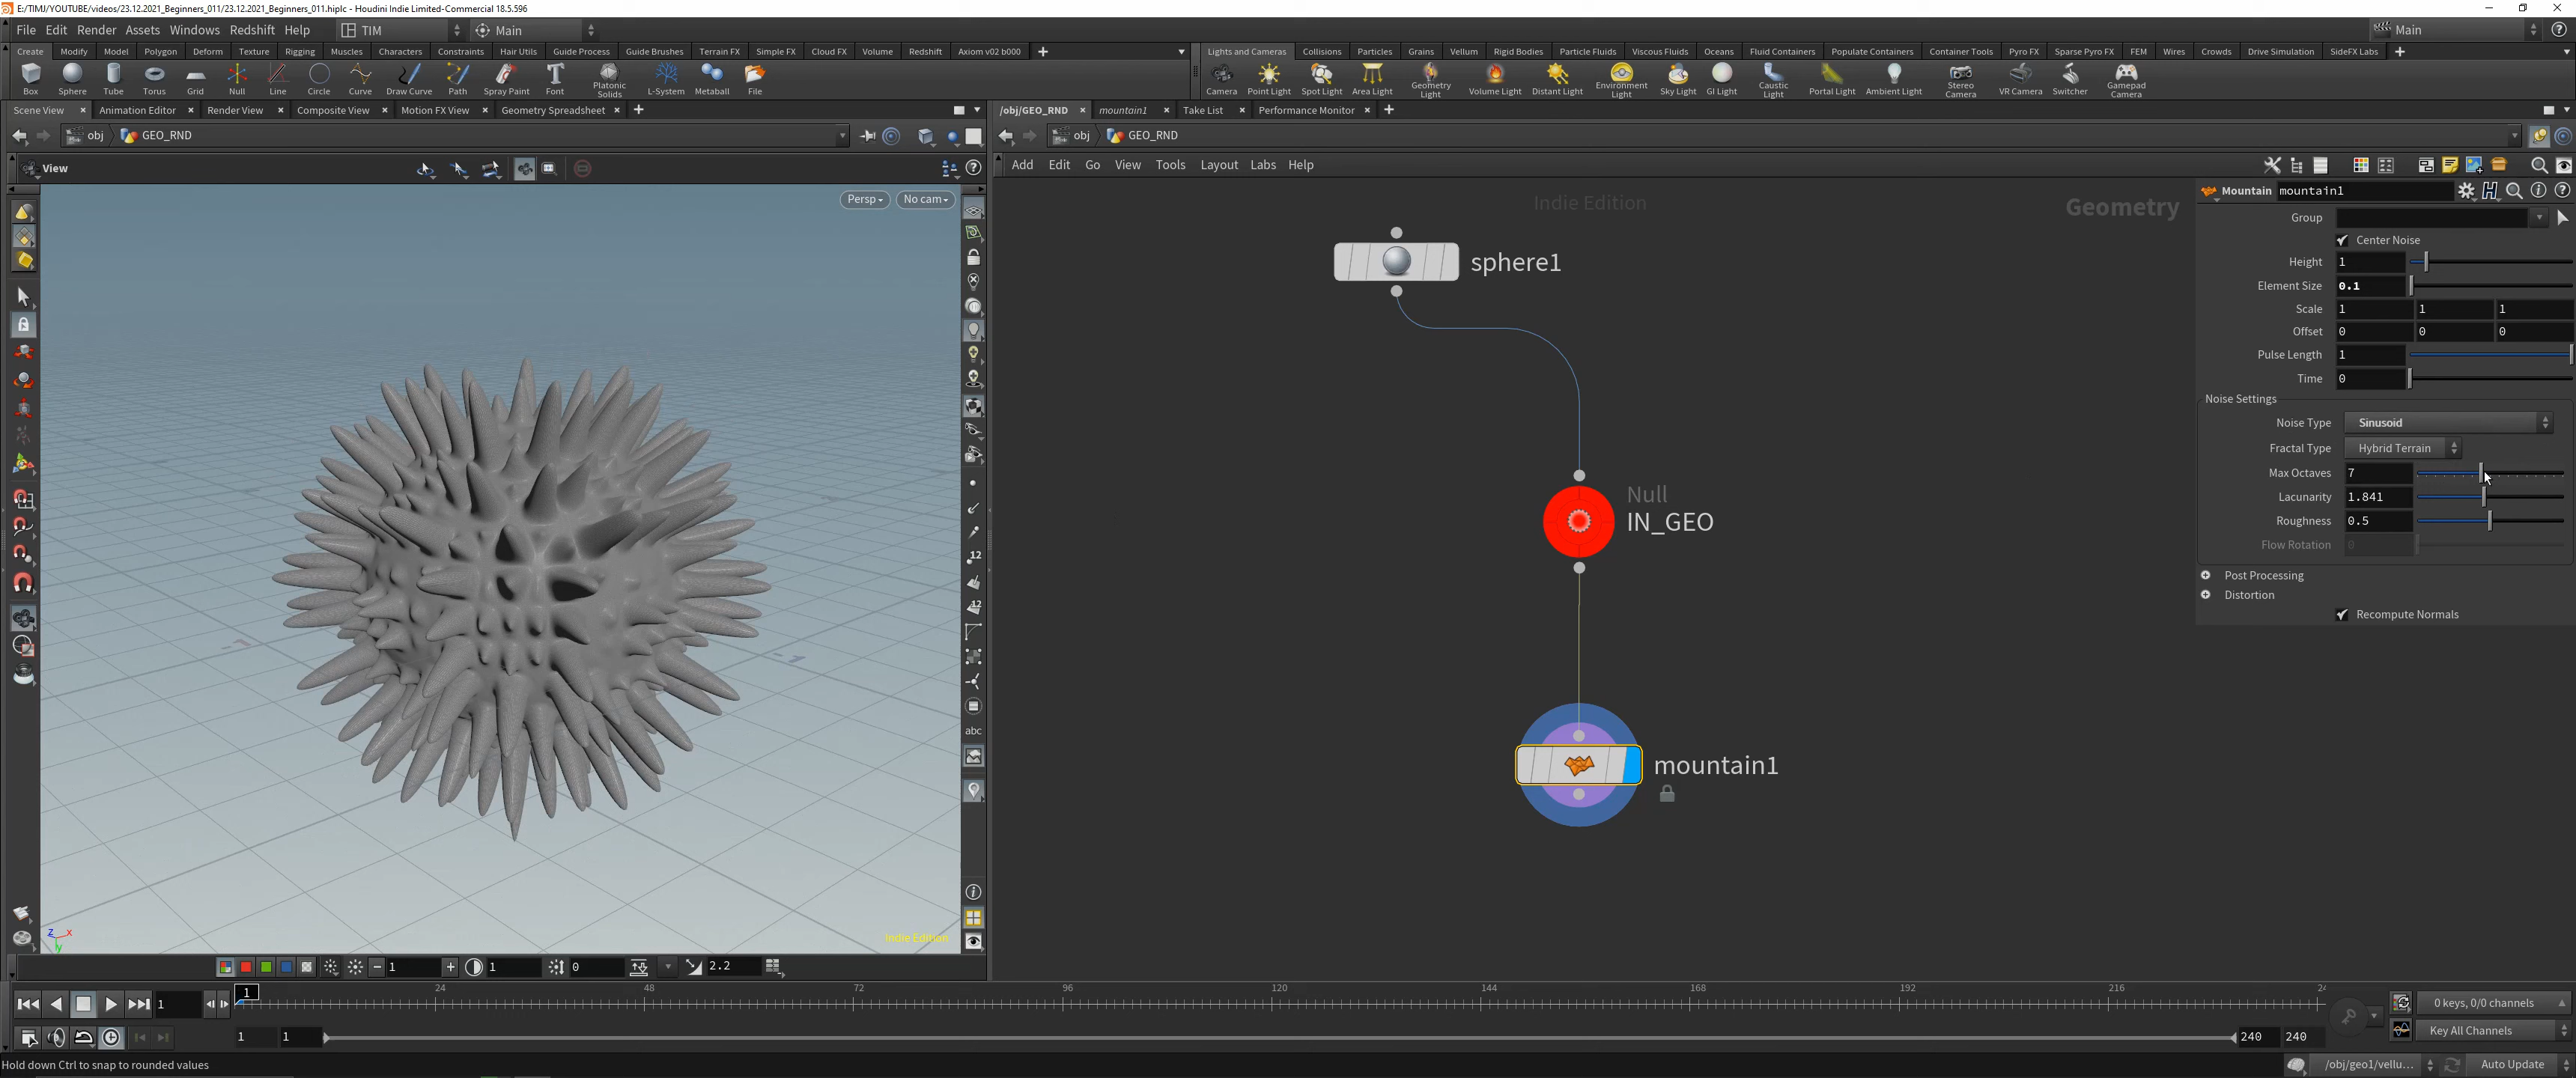 E:/TIMJ/YOUTUBE/videos/23.12.2021_Beginners_011/23.12.2021_Beginners_011.hiplc - Houdini Indie Limited-Commercial 18.5.596
File Edit Render Assets Windows Redshift Help TIM Main Main
Create Modify Model Polygon Deform Texture Rigging Muscles Characters Constraints Hair Utils Guide Process Guide Brushes Terrain FX Simple FX Cloud FX Volume Redshift Axiom v02 b000
Lights and Cameras Collisions Particles Grains Vellum Rigid Bodies Particle Fluids Viscous Fluids Oceans Fluid Containers Populate Containers Container Tools Pyro FX Sparse Pyro FX FEM Wires Crowds Drive Simulation SideFX Labs
Box Sphere Tube Torus Grid Null Line Circle Curve Draw Curve Path Spray Paint Font Platonic Solids L-System Metaball File
Camera Point Light Spot Light Area Light Geometry Light Volume Light Distant Light Environment Light Sky Light GI Light Caustic Light Portal Light Ambient Light Stereo Camera VR Camera Switcher Gamepad Camera
Scene View Animation Editor Render View Composite View Motion FX View Geometry Spreadsheet
/obj/GEO_RND mountain1 Take List Performance Monitor
obj GEO_RND
obj GEO_RND
View
Add Edit Go View Tools Layout Labs Help
Persp No cam
Indie Edition
Geometry
sphere1
Null
IN_GEO
mountain1
Mountain mountain1
Group
Center Noise
Height 1
Element Size 0.1
Scale 1 1 1
Offset 0 0 0
Pulse Length 1
Time 0
Noise Settings
Noise Type Sinusoid
Fractal Type Hybrid Terrain
Max Octaves 7
Lacunarity 1.841
Roughness 0.5
Flow Rotation 0
Post Processing
Distortion
Recompute Normals
12
12
abc
-1
z x
y
Indie Edition
1 1 0 2.2
1 1 24 48 72 96 120 144 168 192 216 24
0 keys, 0/0 channels
1 1 240 240
Key All Channels
Hold down Ctrl to snap to rounded values
/obj/geo1/vellu... Auto Update